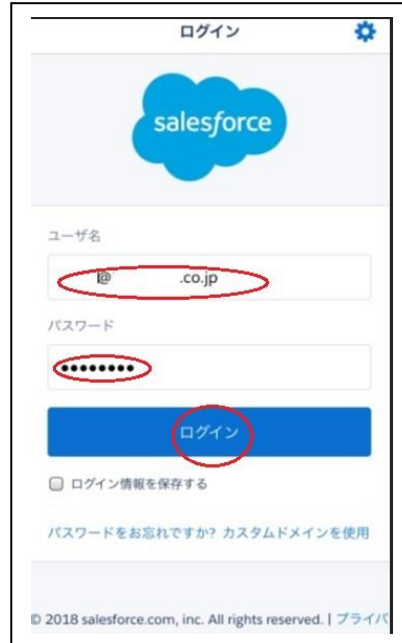 ログイン
salesforce
ユーザ名
@ .co.jp
パスワード
••••••••
ログイン
ログイン情報を保存する
パスワードをお忘れですか? カスタムドメインを使用
© 2018 salesforce.com, inc. All rights reserved. | プライバ